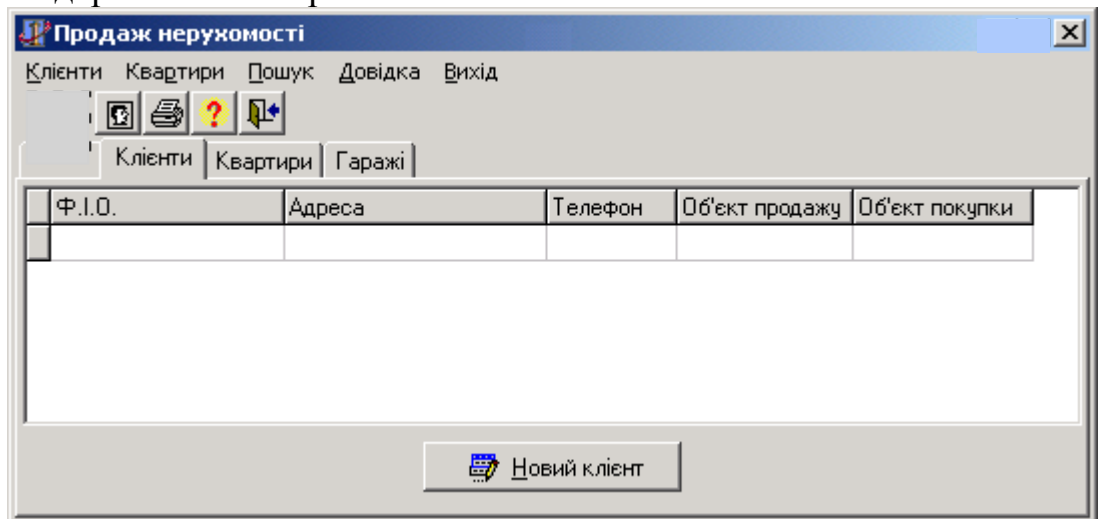 Продаж нерухомості
Клієнти Квартири Пошук Довідка Вихід
Клієнти Квартири Гаражі
Ф.І.О. Адреса Телефон Об'єкт продажу Об'єкт покупки
Новий клієнт